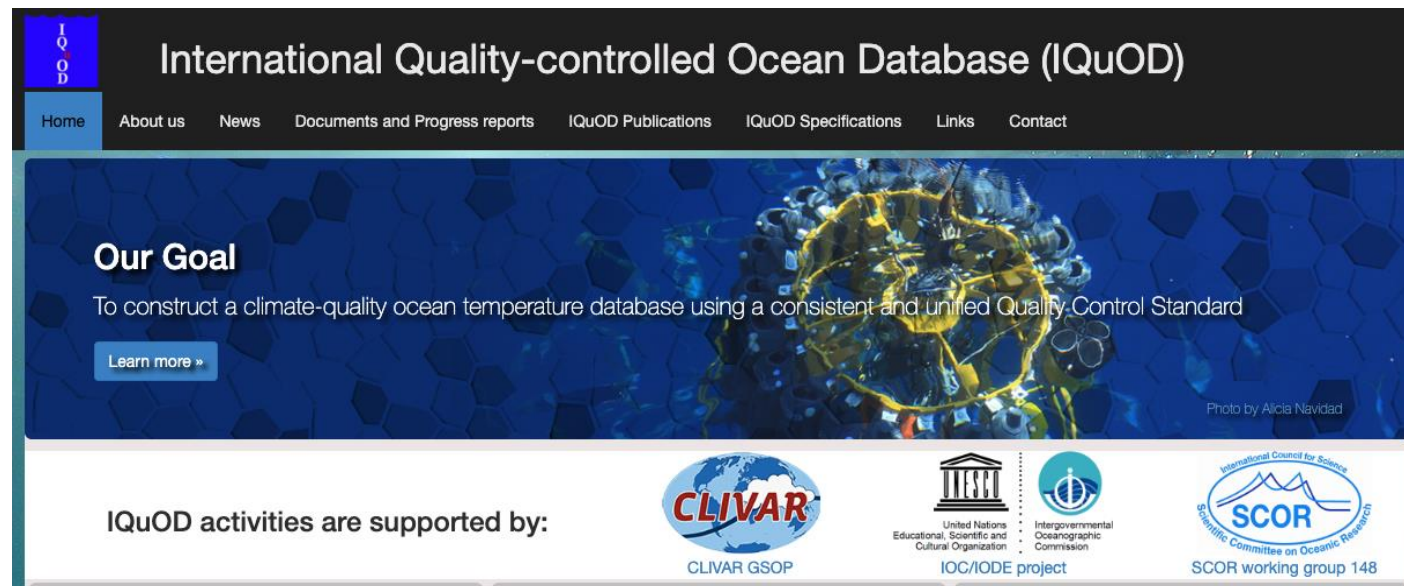 I
Q
U
O
D
International Quality-controlled Ocean Database (IQuOD)
Home About us News Documents and Progress reports IQuOD Publications IQuOD Specifications Links Contact
Our Goal
To construct a climate-quality ocean temperature database using a consistent and unified Quality-Control Standard
Learn more »
Photo by Alicia Navidad
IQuOD activities are supported by:
CLIVAR
CLIVAR GSOP
UNESCO
United Nations
Educational, Scientific and
Cultural Organization
Intergovernmental
Oceanographic
Commission
IOC/IODE project
International Council for Science
SCOR
Scientific Committee on Oceanic Research
SCOR working group 148